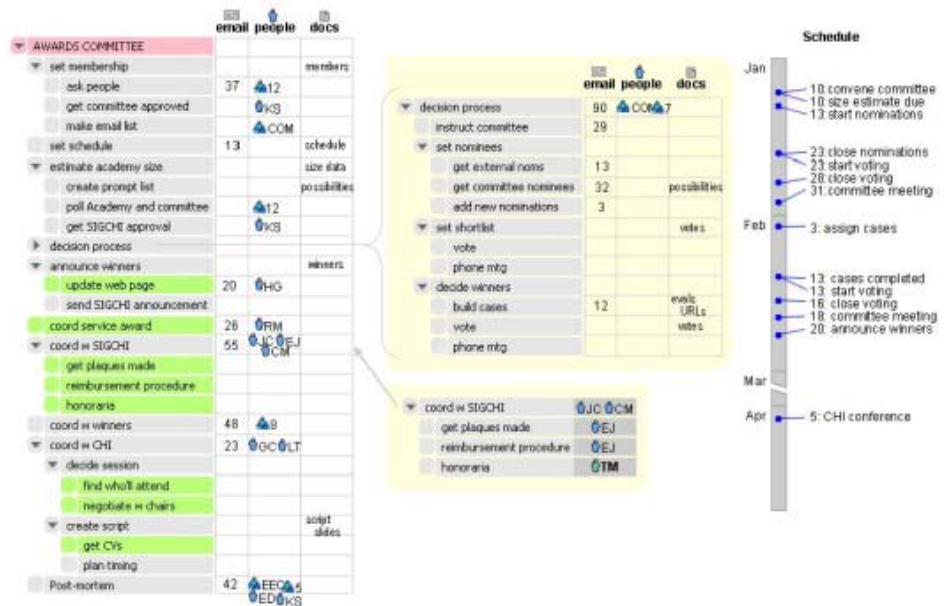 email people docs
AWARDS COMMITTEE
set membership members
ask people 37 12
get committee approved KS
make email list COM
set schedule 13 schedule
estimate academy size size data
create prompt list possibilities
poll Academy and committee 12
get SIGCHI approval KS
decision process
announce winners winners
update web page 20 HG
send SIGCHI announcement
coord service award 26 RM
coord w SIGCHI 55 JC EJ
CM
get plaques made
reimbursement procedure
honoraria
coord w winners 48 8
coord w CHI 23 GC LT
decide session
find who'll attend
negotiate w chairs
create script script
slides
get CVs
plan timing
Post-mortem 42 EEC 5
ED KS
email people docs
decision process 90 COM 7
instruct committee 29
set nominees
get external noms 13
get committee nominees 32 possibilities
add new nominations 3
set shortlist votes
vote
phone mtg
decide winners
build cases 12 evals
URLs
vote votes
phone mtg
coord w SIGCHI JC CM
get plaques made EJ
reimbursement procedure EJ
honoraria TM
Schedule
Jan
10: convene committee
10: size estimate due
13: start nominations
23: close nominations
23: start voting
28: close voting
31: committee meeting
Feb
3: assign cases
13: cases completed
13: start voting
16: close voting
18: committee meeting
20: announce winners
Mar
Apr
5: CHI conference